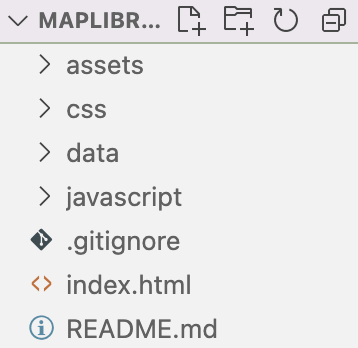 MAPLIBR...
assets
css
data
javascript
.gitignore
index.html
README.md